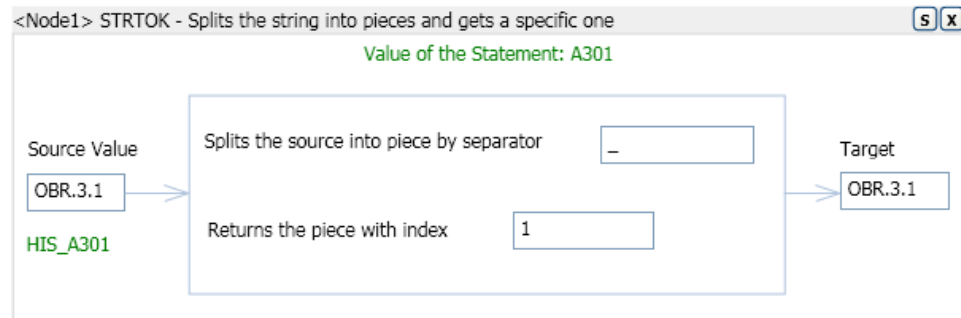 <Node1> STRTOK - Splits the string into pieces and gets a specific one
S X
Value of the Statement: A301
Splits the source into piece by separator
_
Source Value
Target
OBR.3.1
OBR.3.1
Returns the piece with index
1
HIS_A301